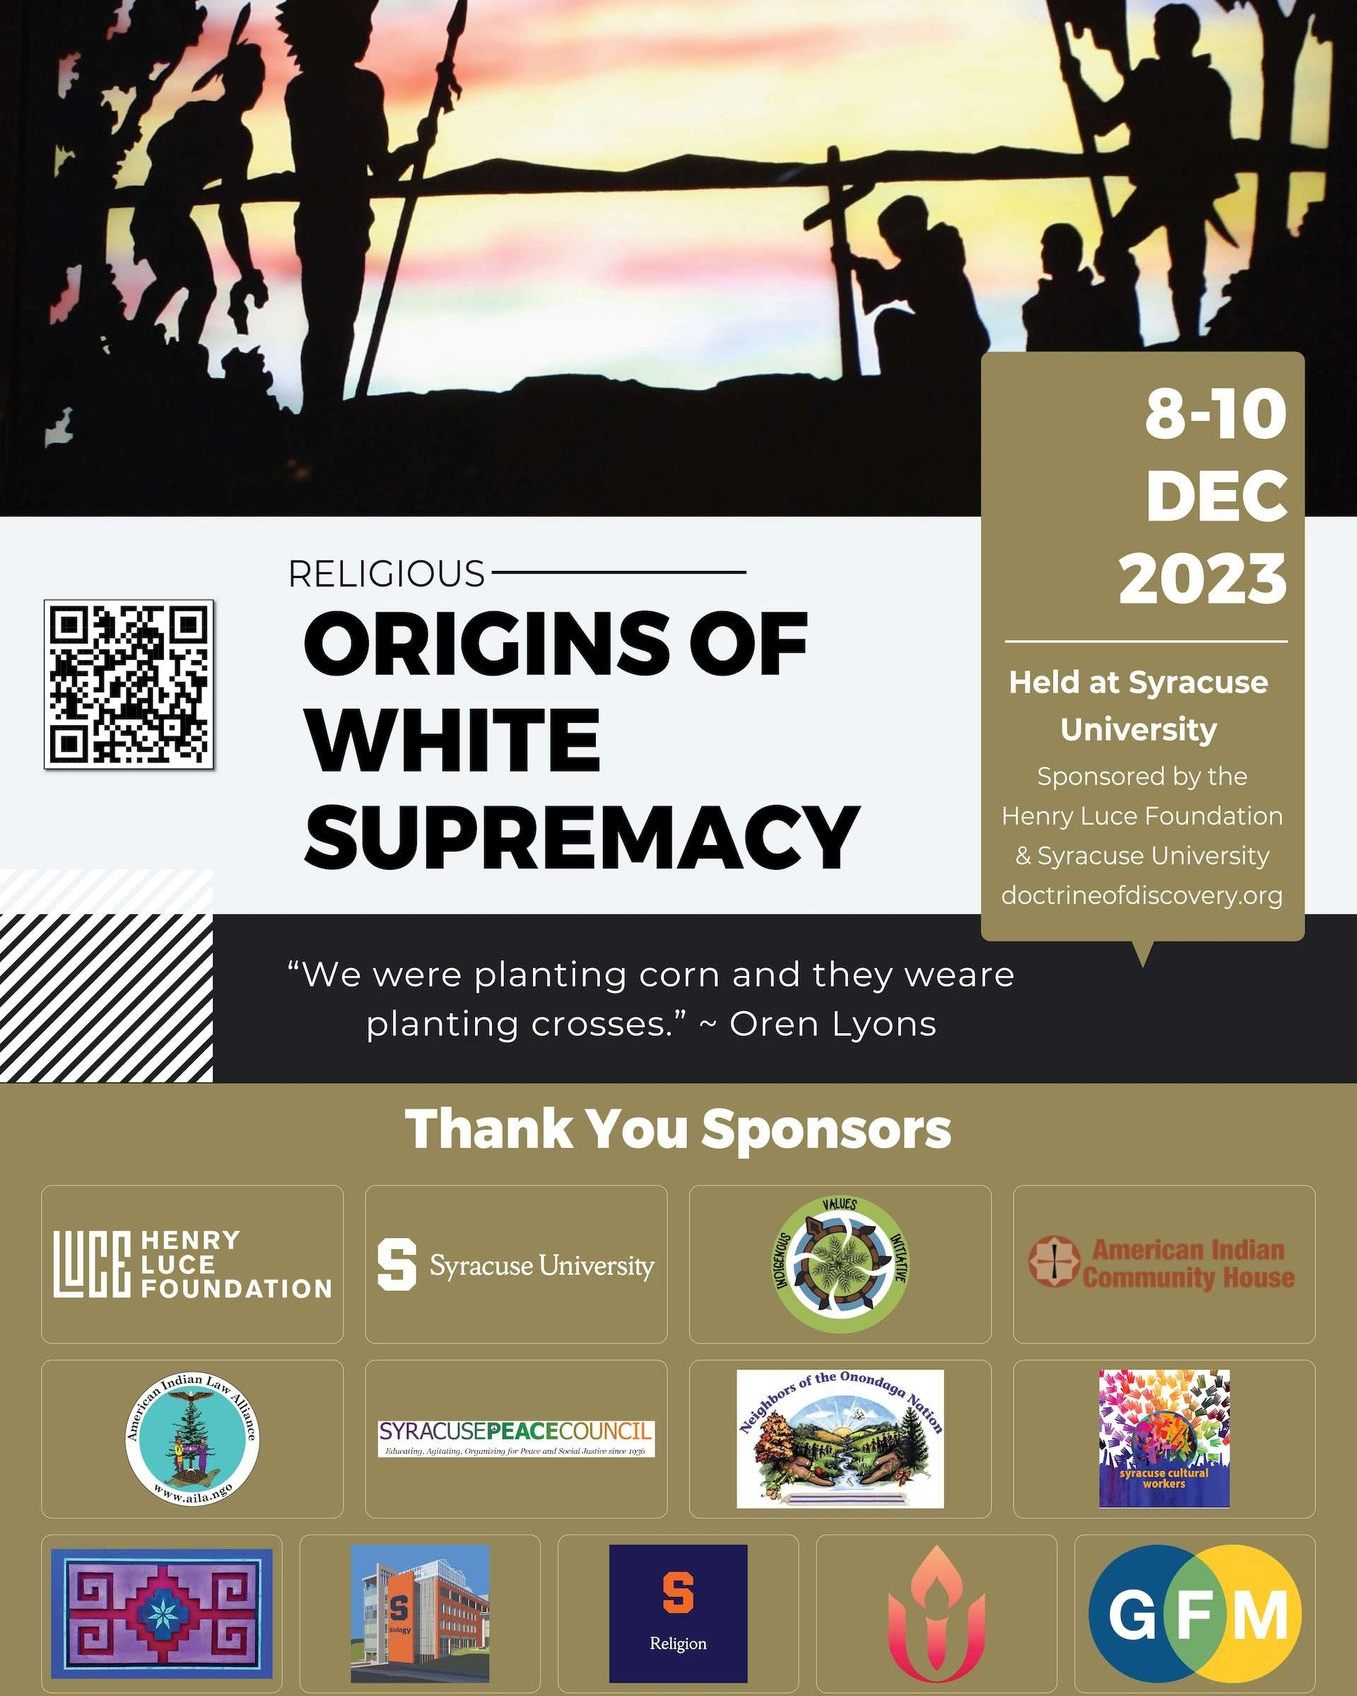 8-10
DEC
2023
Held at Syracuse
University
Sponsored by the
Henry Luce Foundation
& Syracuse University
doctrineofdiscovery.org
RELIGIOUS
ORIGINS OF
WHITE
SUPREMACY
“We were planting corn and they weare
planting crosses.” ~ Oren Lyons
Thank You Sponsors
LUCE
HENRY
LUCE
FOUNDATION
S Syracuse University
INDIGENOUS VALUES INITIATIVE
American Indian
Community House
American Indian Law Alliance
www.aila.ngo
SYRACUSEPEACECOUNCIL
Educating, Agitating, Organizing for Peace and Social Justice since 1936
Neighbors of the Onondaga Nation
syracuse cultural
workers
S
Biology
S
Religion
GFM